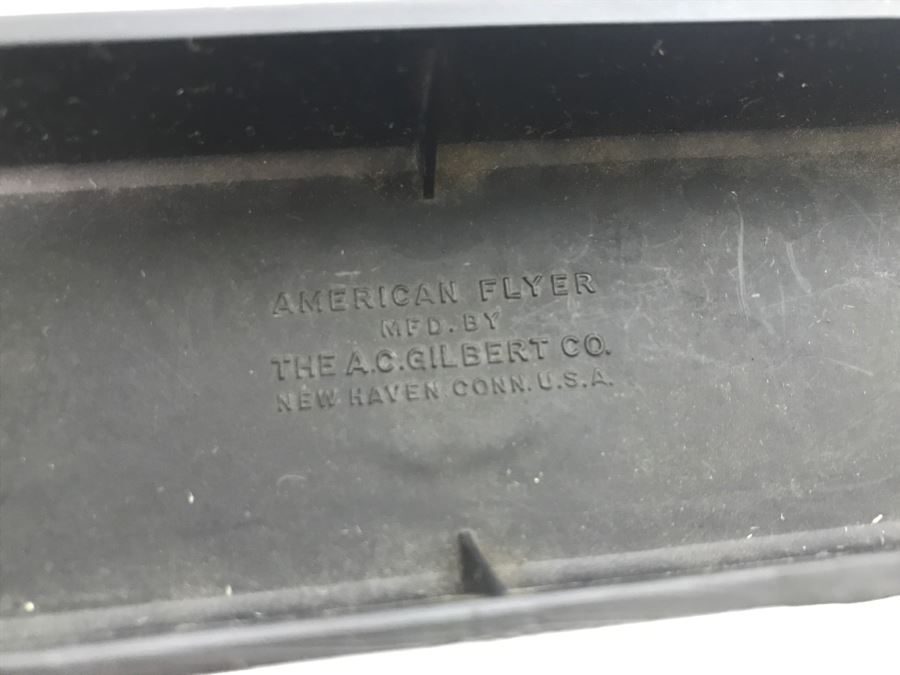 AMERICAN FLYER
MFD. BY
THE A.C. GILBERT CO.
NEW HAVEN CONN. U.S.A.